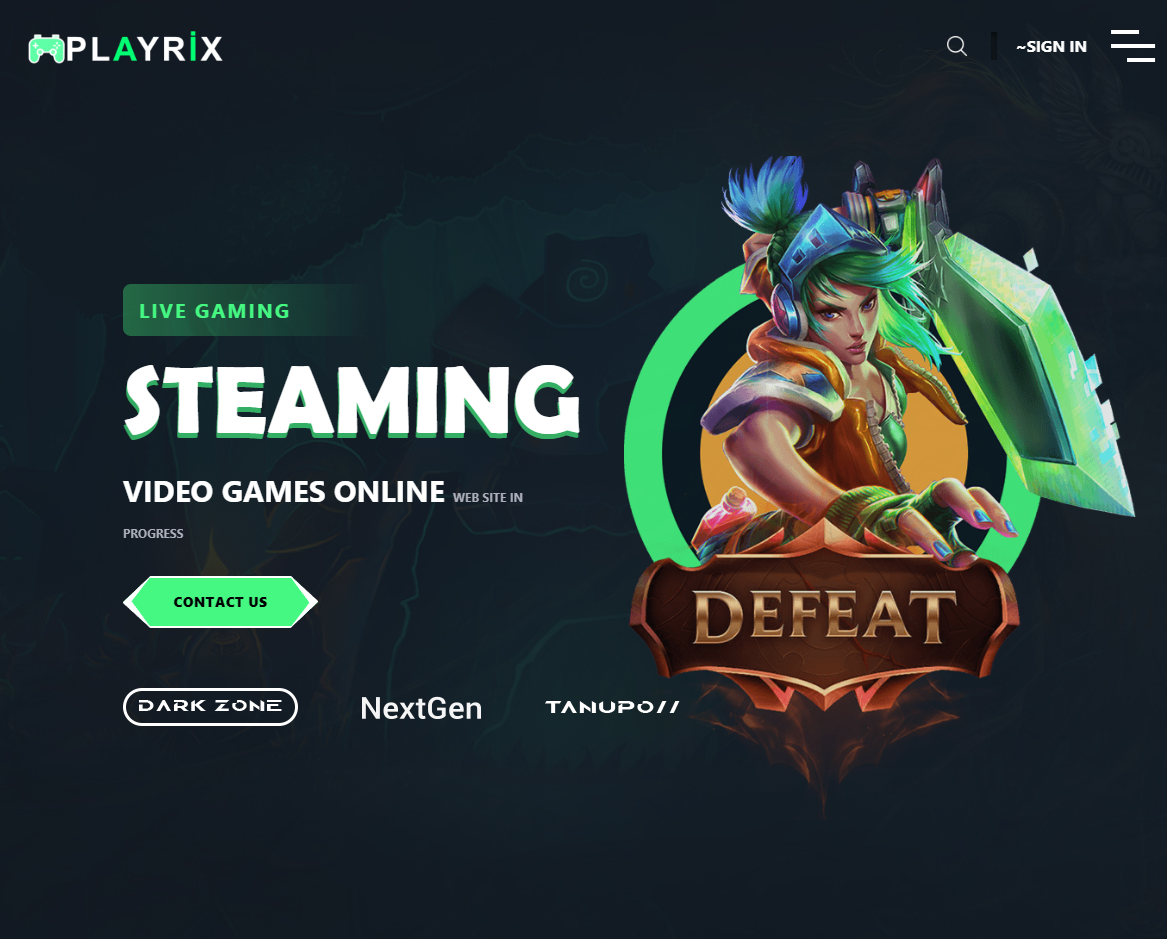 PLAYRİX
~SIGN IN
LIVE GAMING
STEAMING
VIDEO GAMES ONLINE WEB SITE IN
PROGRESS
CONTACT US
DARK ZONE
NextGen
TANUPO//
DEFEAT